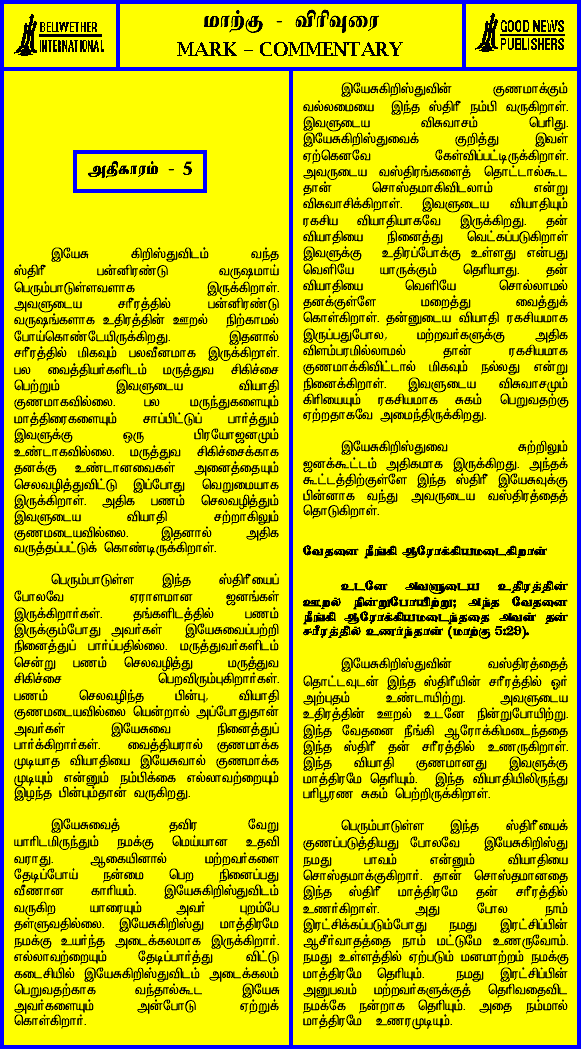 BELLWETHER
INTERNATIONAL
மாற்கு - விரிவுரை
MARK – COMMENTARY
GOOD NEWS
PUBLISHERS
அதிகாரம் - 5
இயேசு கிறிஸ்துவிடம் வந்த
ஸ்திரீ பன்னிரண்டு வருஷமாய்
பெரும்பாடுள்ளவளாக இருக்கிறாள்.
அவளுடைய சரீரத்தில் பன்னிரண்டு
வருஷங்களாக உதிரத்தின் ஊறல் நிற்காமல்
போய்கொண்டேயிருக்கிறது. இதனால்
சரீரத்தில் மிகவும் பலவீனமாக இருக்கிறாள்.
பல வைத்தியர்களிடம் மருத்துவ சிகிச்சை
பெற்றும் இவளுடைய வியாதி
குணமாகவில்லை. பல மருந்துகளையும்
மாத்திரைகளையும் சாப்பிட்டுப் பார்த்தும்
இவளுக்கு ஒரு பிரயோஜனமும்
உண்டாகவில்லை. மருத்துவ சிகிச்சைக்காக
தனக்கு உண்டானவைகள் அனைத்தையும்
செலவழித்துவிட்டு இப்போது வெறுமையாக
இருக்கிறாள். அதிக பணம் செலவழித்தும்
இவளுடைய வியாதி சற்றாகிலும்
குணமடையவில்லை. இதனால் அதிக
வருத்தப்பட்டுக் கொண்டிருக்கிறாள்.
பெரும்பாடுள்ள இந்த ஸ்திரீயைப்
போலவே ஏராளமான ஜனங்கள்
இருக்கிறார்கள். தங்களிடத்தில் பணம்
இருக்கும்போது அவர்கள் இயேசுவைப்பற்றி
நினைத்துப் பார்ப்பதில்லை. மருத்துவர்களிடம்
சென்று பணம் செலவழித்து மருத்துவ
சிகிச்சை பெறவிரும்புகிறார்கள்.
பணம் செலவழிந்த பின்பு, வியாதி
குணமடையவில்லை யென்றால் அப்போதுதான்
அவர்கள் இயேசுவை நினைத்துப்
பார்க்கிறார்கள். வைத்தியரால் குணமாக்க
முடியாத வியாதியை இயேசுவால் குணமாக்க
முடியும் என்னும் நம்பிக்கை எல்லாவற்றையும்
இழந்த பின்பும்தான் வருகிறது.
இயேசுவைத் தவிர வேறு
யாரிடமிருந்தும் நமக்கு மெய்யான உதவி
வராது. ஆகையினால் மற்றவர்களை
தேடிப்போய் நன்மை பெற நினைப்பது
வீணான காரியம். இயேசுகிறிஸ்துவிடம்
வருகிற யாரையும் அவர் புறம்பே
தள்ளுவதில்லை. இயேசுகிறிஸ்து மாத்திரமே
நமக்கு உயர்ந்த அடைக்கலமாக இருக்கிறார்.
எல்லாவற்றையும் தேடிப்பார்த்து விட்டு
கடைசியில் இயேசுகிறிஸ்துவிடம் அடைக்கலம்
பெறுவதற்காக வந்தால்கூட இயேசு
அவர்களையும் அன்போடு ஏற்றுக்
கொள்கிறார்.
இயேசுகிறிஸ்துவின் குணமாக்கும்
வல்லமையை இந்த ஸ்திரீ நம்பி வருகிறாள்.
இவளுடைய விசுவாசம் பெரிது.
இயேசுகிறிஸ்துவைக் குறித்து இவள்
ஏற்கெனவே கேள்விப்பட்டிருக்கிறாள்.
அவருடைய வஸ்திரங்களைத் தொட்டால்கூட
தான் சொஸ்தமாகிவிடலாம் என்று
விசுவாசிக்கிறாள். இவளுடைய வியாதியும்
ரகசிய வியாதியாகவே இருக்கிறது. தன்
வியாதியை நினைத்து வெட்கப்படுகிறாள்
இவளுக்கு உதிரப்போக்கு உள்ளது என்பது
வெளியே யாருக்கும் தெரியாது. தன்
வியாதியை வெளியே சொல்லாமல்
தனக்குள்ளே மறைத்து வைத்துக்
கொள்கிறாள். தன்னுடைய வியாதி ரகசியமாக
இருப்பதுபோல, மற்றவர்களுக்கு அதிக
விளம்பரமில்லாமல் தான் ரகசியமாக
குணமாக்கிவிட்டால் மிகவும் நல்லது என்று
நினைக்கிறாள். இவளுடைய விசுவாசமும்
கிரியையும் ரகசியமாக சுகம் பெறுவதற்கு
ஏற்றதாகவே அமைந்திருக்கிறது.
இயேசுகிறிஸ்துவை சுற்றிலும்
ஜனக்கூட்டம் அதிகமாக இருக்கிறது. அந்தக்
கூட்டத்திற்குள்ளே இந்த ஸ்திரீ இயேசுவுக்கு
பின்னாக வந்து அவருடைய வஸ்திரத்தைத்
தொடுகிறாள்.
வேதனை நீங்கி ஆரோக்கியமடைகிறாள்
உடனே அவளுடைய உதிரத்தின்
ஊறல் நின்றுபோயிற்று; அந்த வேதனை
நீங்கி ஆரோக்கியமடைந்ததை அவள் தன்
சரீரத்தில் உணர்ந்தாள் (மாற்கு 5:29).
இயேசுகிறிஸ்துவின் வஸ்திரத்தைத்
தொட்டவுடன் இந்த ஸ்திரீயின் சரீரத்தில் ஓர்
அற்புதம் உண்டாயிற்று. அவளுடைய
உதிரத்தின் ஊறல் உடனே நின்றுபோயிற்று.
இந்த வேதனை நீங்கி ஆரோக்கிமடைந்ததை
இந்த ஸ்திரீ தன் சரீரத்தில் உணருகிறாள்.
இந்த வியாதி குணமானது இவளுக்கு
மாத்திரமே தெரியும். இந்த வியாதியிலிருந்து
பரிபூரண சுகம் பெற்றிருக்கிறாள்.
பெரும்பாடுள்ள இந்த ஸ்திரீயைக்
குணப்படுத்தியது போலவே இயேசுகிறிஸ்து
நமது பாவம் என்னும் வியாதியை
சொஸ்தமாக்குகிறார். தான் சொஸ்தமானதை
இந்த ஸ்திரீ மாத்திரமே தன் சரீரத்தில்
உணர்கிறாள். அது போல நாம்
இரட்சிக்கப்படும்போது நமது இரட்சிப்பின்
ஆசீர்வாதத்தை நாம் மட்டுமே உணருவோம்.
நமது உள்ளத்தில் ஏற்படும் மனமாற்றம் நமக்கு
மாத்திரமே தெரியும். நமது இரட்சிப்பின்
அனுபவம் மற்றவர்களுக்குத் தெரிவதைவிட
நமக்கே நன்றாக தெரியும். அதை நம்மால்
மாத்திரமே உணரமுடியும்.